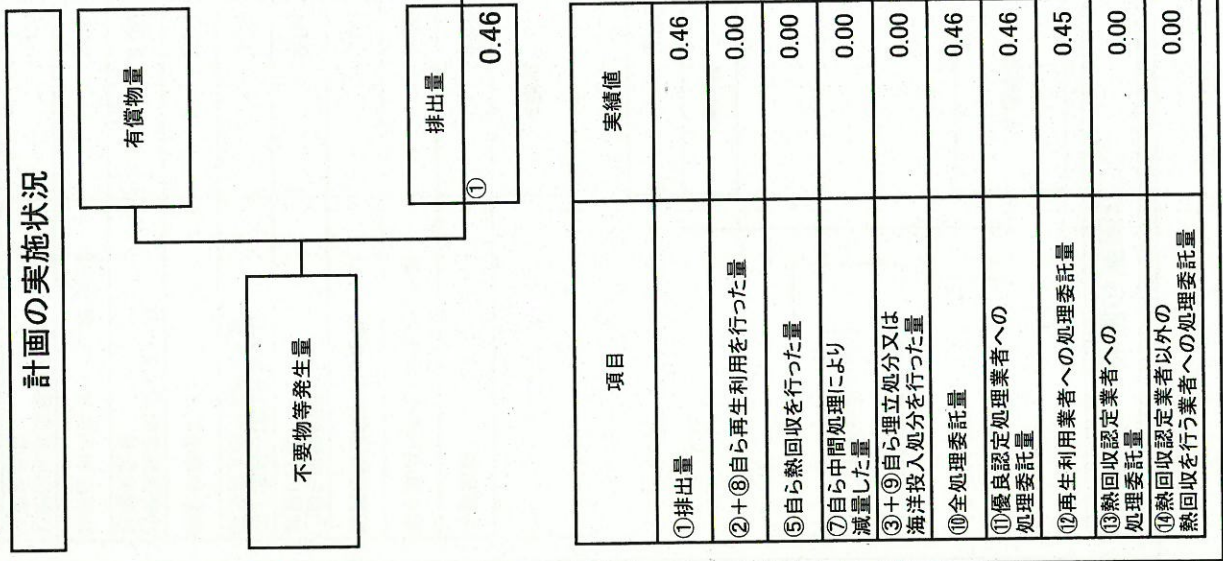 計画の実施状況
有償物量
不要物等発生量
排出量
①
0.46
項目
実績値
①排出量
0.46
②+⑧自ら再生利用を行った量
0.00
⑤自ら熱回収を行った量
0.00
⑦自ら中間処理により
減量した量
0.00
③+⑨自ら埋立処分又は
海洋投入処分を行った量
0.00
⑩全処理委託量
0.46
⑪優良認定処理業者への
処理委託量
0.46
⑫再生利用業者への処理委託量
0.45
⑬熱回収認定業者への
処理委託量
0.00
⑭熱回収認定業者以外の
熱回収を行う業者への処理委託量
0.00